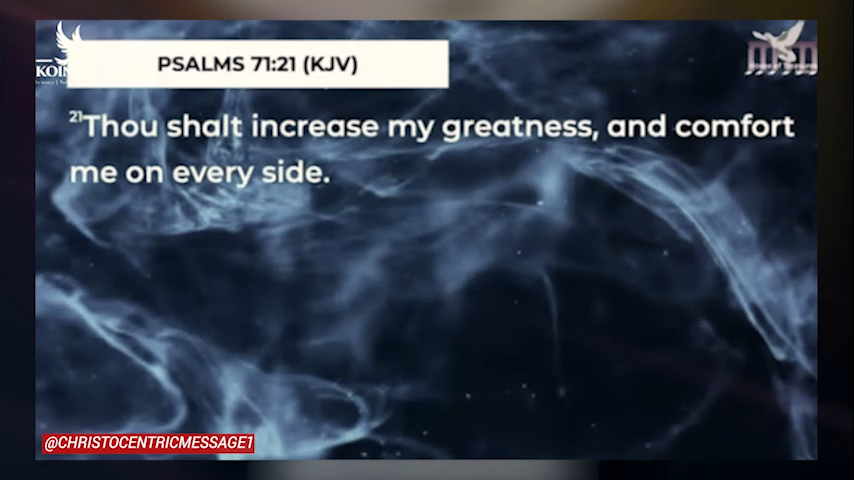 PSALMS 71:21 (KJV)
21Thou shalt increase my greatness, and comfort
me on every side.
@CHRISTOCENTRICMESSAGE1